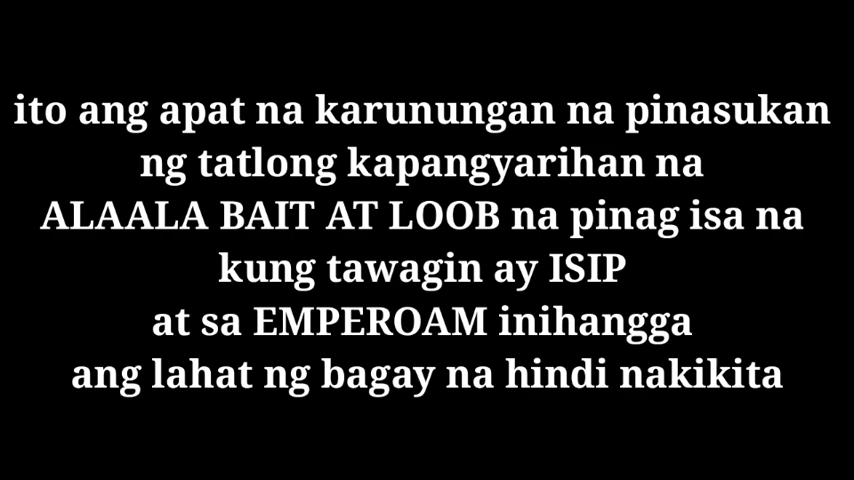 ito ang apat na karunungan na pinasukan
ng tatlong kapangyarihan na
ALAALA BAIT AT LOOB na pinag isa na
kung tawagin ay ISIP
at sa EMPEROAM inihangga
ang lahat ng bagay na hindi nakikita